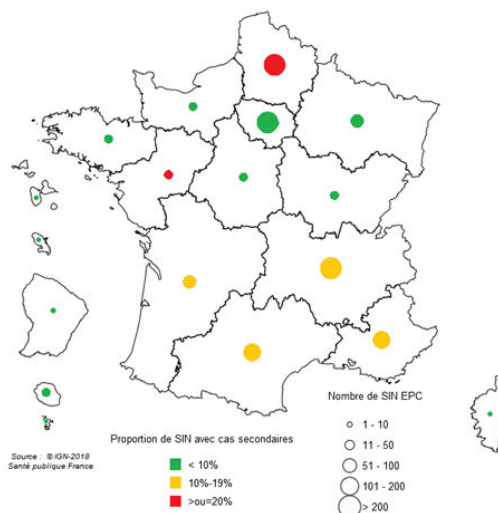 Nombre de SIN EPC
1 - 10
11 - 50
51 - 100
101 - 200
> 200
Proportion de SIN avec cas secondaires
< 10%
10%-19%
>ou=20%
Source : ©IGN-2018
Santé publique France